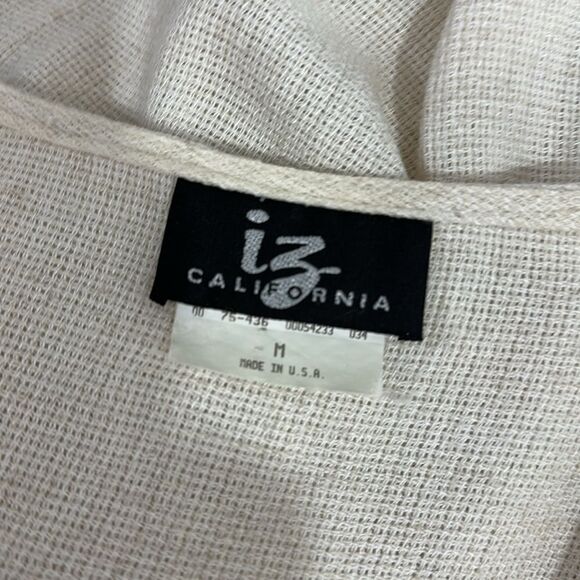 iz
CALIFORNIA
00 75-436 00054233 034
M
MADE IN U.S.A.